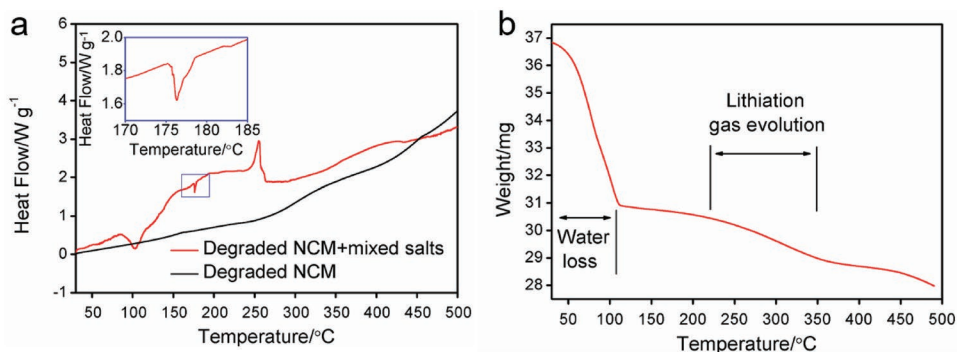 a
Heat Flow/W g-1
6
5
4
3
2
1
0
-1
50 100 150 200 250 300 350 400 450 500
Temperature/°C
Heat Flow/W g-1
2.0
1.8
1.6
170 175 180 185
Temperature/°C
Degraded NCM+mixed salts
Degraded NCM
b
Weight/mg
37
36
35
34
33
32
31
30
29
28
Lithiation
gas evolution
Water
loss
50 100 150 200 250 300 350 400 450 500
Temperature/°C